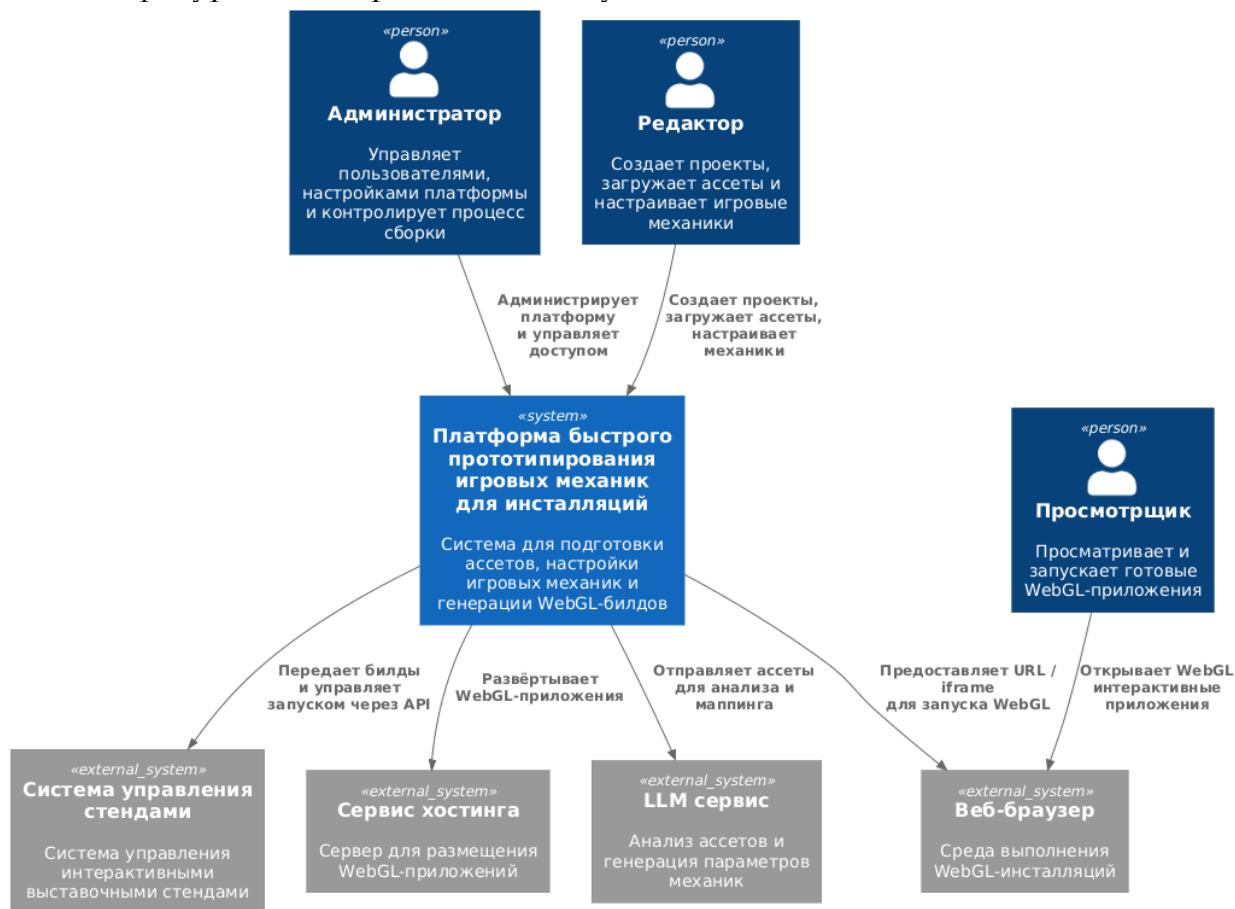 «person»
Администратор
Управляет
пользователями,
настройками платформы
и контролирует процесс
сборки
«person»
Редактор
Создает проекты,
загружает ассеты и
настраивает игровые
механики
Администрирует
платформу
и управляет
доступом
Создает проекты,
загружает ассеты,
настраивает
механики
«system»
Платформа быстрого
прототипирования
игровых механик
для инсталляций
Система для подготовки
ассетов, настройки
игровых механик и
генерации WebGL-билдов
«person»
Просмотрщик
Просматривает и
запускает готовые
WebGL-приложения
Передает билды
и управляет
запуском через API
Развёртывает
WebGL-приложения
Отправляет ассеты
для анализа и
маппинга
Предоставляет URL /
iframe
для запуска WebGL
Открывает WebGL
интерактивные
приложения
«external_system»
Система управления
стендами
Система управления
интерактивными
выставочными стендами
«external_system»
Сервис хостинга
Сервер для размещения
WebGL-приложений
«external_system»
LLM сервис
Анализ ассетов и
генерация параметров
механик
«external_system»
Веб-браузер
Среда выполнения
WebGL-инсталляций